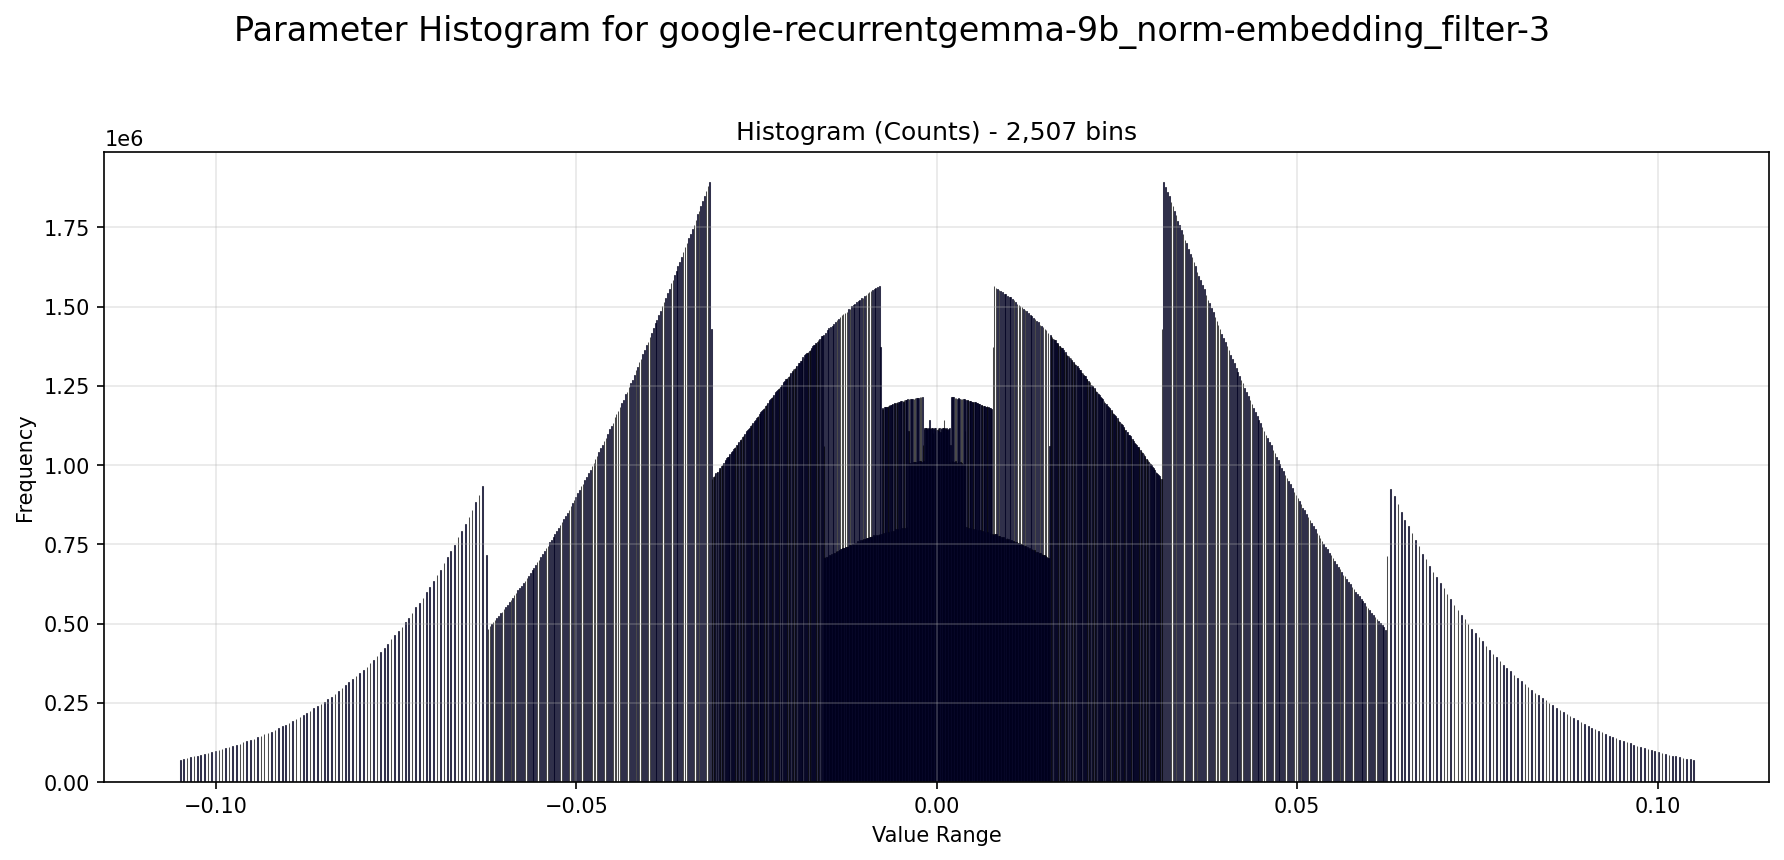 Parameter Histogram for google-recurrentgemma-9b_norm-embedding_filter-3
Histogram (Counts) - 2,507 bins
1e6
1.75
1.50
1.25
1.00
0.75
0.50
0.25
0.00
Frequency
−0.10
−0.05
0.00
0.05
0.10
Value Range